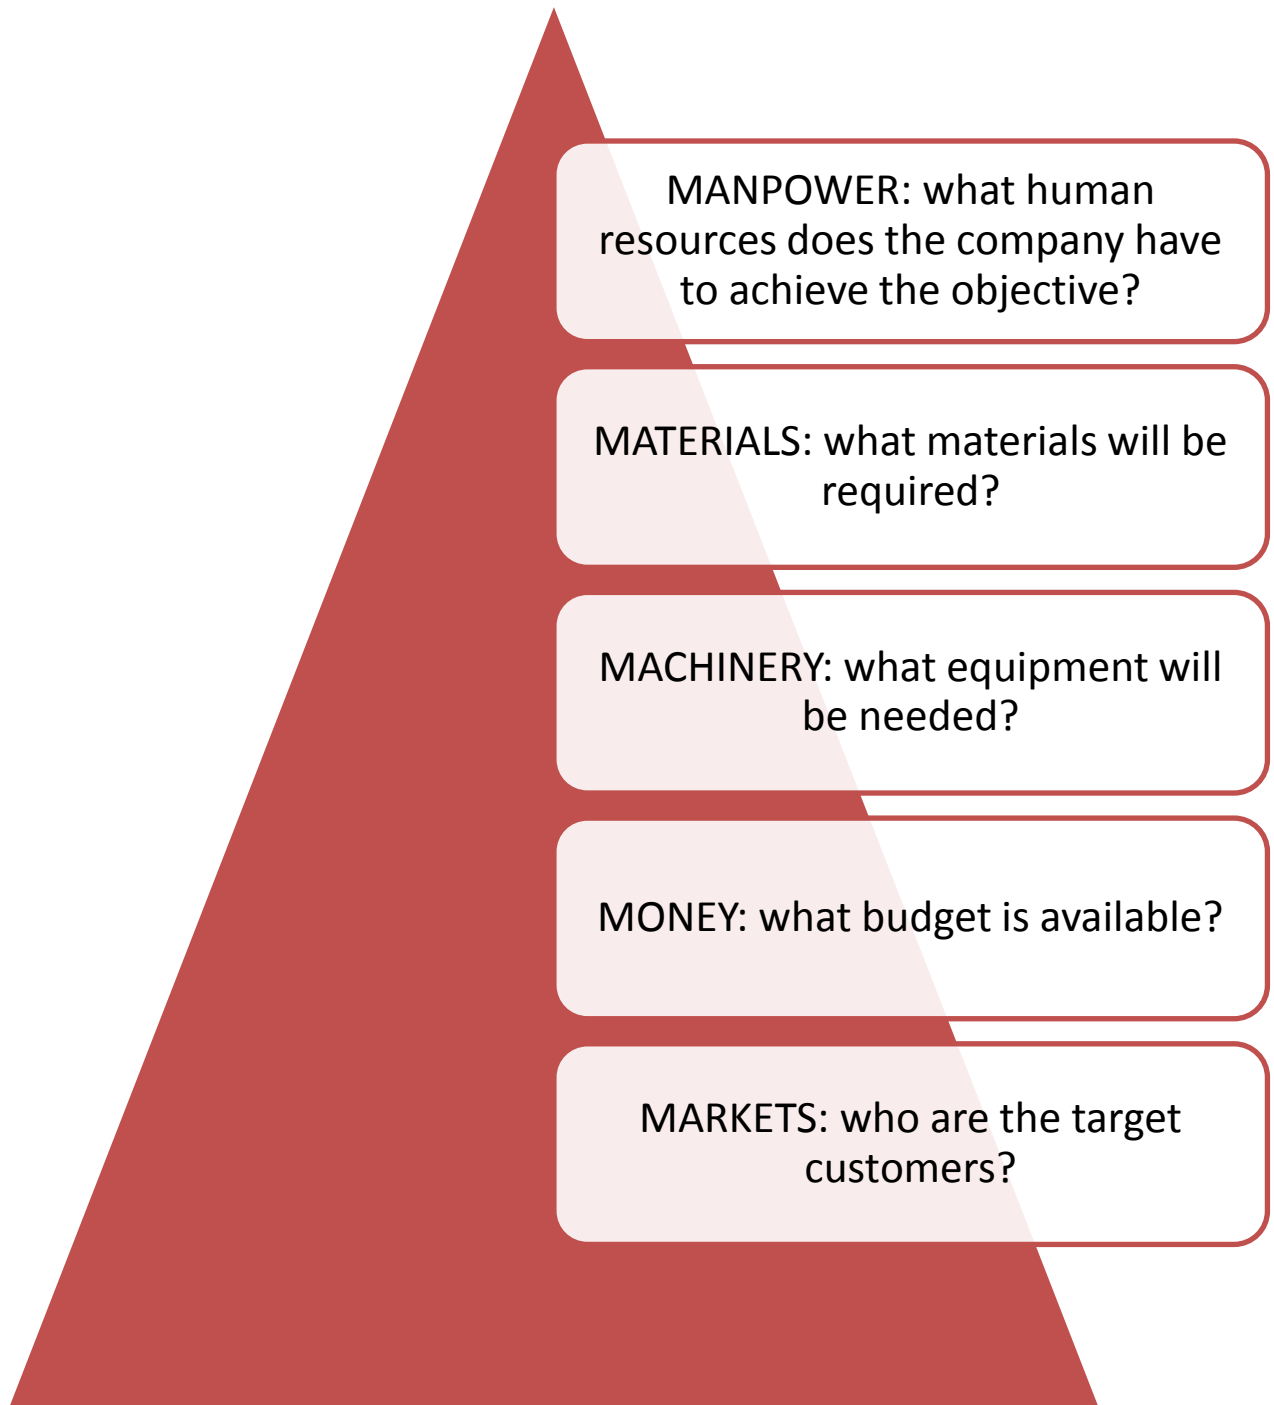 MANPOWER: what human
resources does the company have
to achieve the objective?
MATERIALS: what materials will be
required?
MACHINERY: what equipment will
be needed?
MONEY: what budget is available?
MARKETS: who are the target
customers?